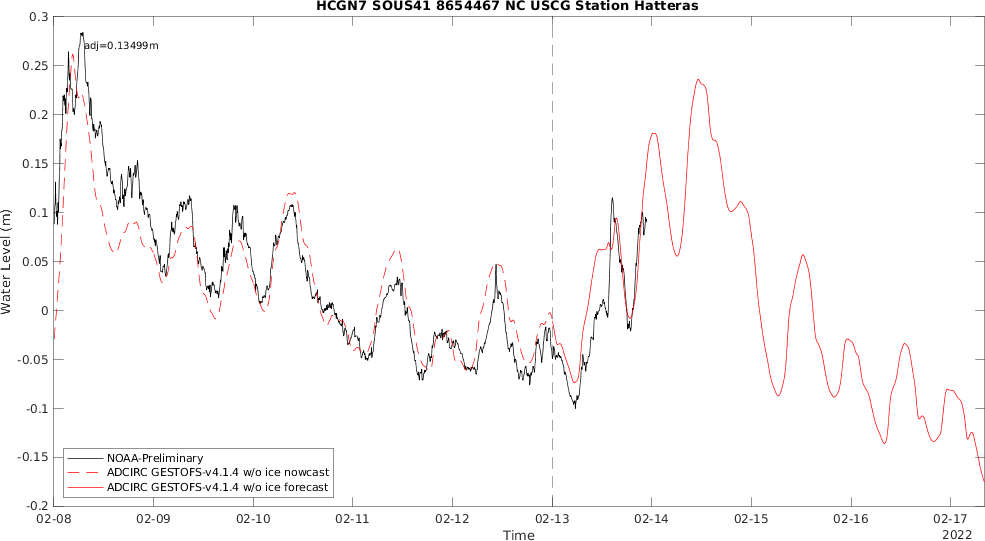 HCGN7 SOUS41 8654467 NC USCG Station Hatteras
0.3
0.25
0.2
0.15
0.1
0.05
0
-0.05
-0.1
-0.15
-0.2
Water Level (m)
adj=0.13499m
NOAA-Preliminary
ADCIRC GESTOFS-v4.1.4 w/o ice nowcast
ADCIRC GESTOFS-v4.1.4 w/o ice forecast
02-08 02-09 02-10 02-11 02-12 02-13 02-14 02-15 02-16 02-17
Time
2022